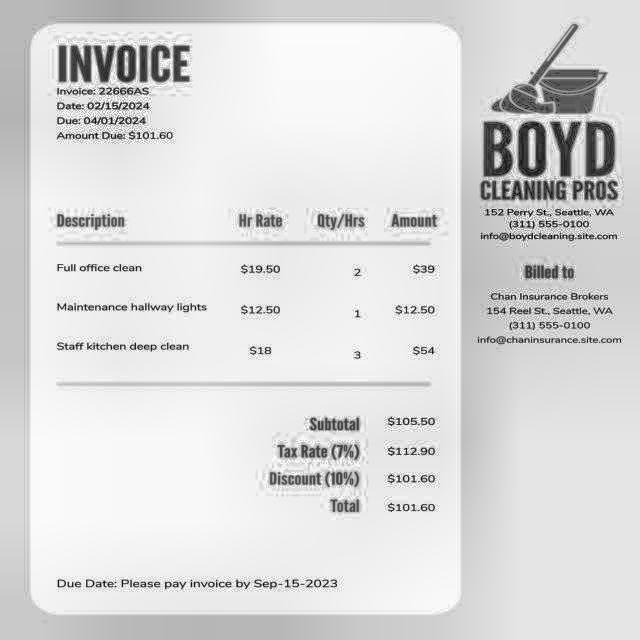 INVOICE
Invoice: 22666AS
Date: 02/15/2024
Due: 04/01/2024
Amount Due: $101.60
BOYD
CLEANING PROS
152 Perry St., Seattle, WA
(311) 555-0100
info@boydcleaning.site.com
Billed to
Chan Insurance Brokers
154 Reel St., Seattle, WA
(311) 555-0100
info@chaninsurance.site.com
Description Hr Rate Qty/Hrs Amount
Full office clean $19.50 2 $39
Maintenance hallway lights $12.50 1 $12.50
Staff kitchen deep clean $18 3 $54
Subtotal $105.50
Tax Rate (7%) $112.90
Discount (10%) $101.60
Total $101.60
Due Date: Please pay invoice by Sep-15-2023